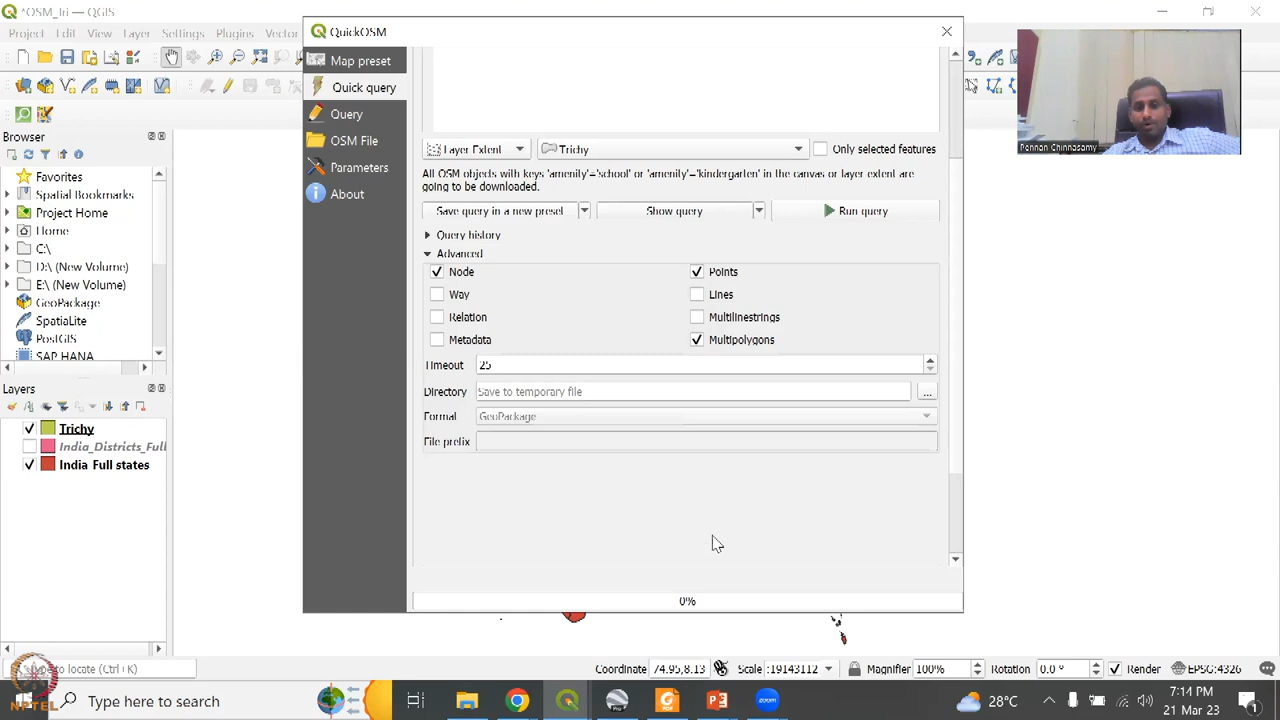 *OSM_tri — QGIS
Project Edit View Layer Settings Plugins Vector
QuickOSM
Map preset
Quick query
Query
OSM File
Parameters
About
Layer Extent
Trichy
Only selected features
All OSM objects with keys 'amenity'='school' or 'amenity'='kindergarten' in the canvas or layer extent are
going to be downloaded.
Save query in a new preset
Show query
Run query
Query history
Advanced
Node
Points
Way
Lines
Relation
Multilinestrings
Metadata
Multipolygons
Timeout
25
Directory
Save to temporary file
...
Format
GeoPackage
File prefix
0%
Browser
Favorites
Spatial Bookmarks
Project Home
Home
C:\
D:\ (New Volume)
E:\ (New Volume)
GeoPackage
SpatiaLite
PostGIS
SAP HANA
Layers
Trichy
India_Districts_Full
India Full states
Pennan Chinnasamy
Type to locate (Ctrl+K)
Coordinate 74.95,8.13 Scale :19143112 Magnifier 100% Rotation 0.0 ° Render EPSG:4326
NPTEL
Type here to search
28°C
7:14 PM
21 Mar 23
1